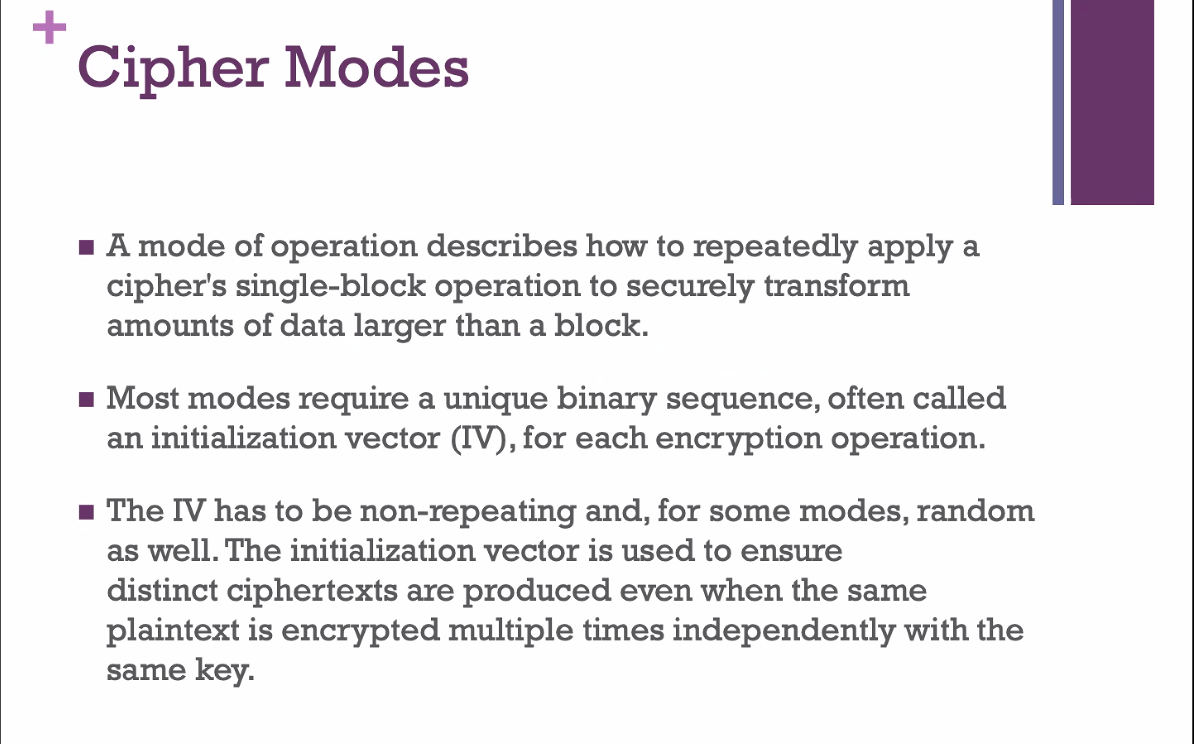 Cipher Modes
A mode of operation describes how to repeatedly apply a
cipher's single-block operation to securely transform
amounts of data larger than a block.
Most modes require a unique binary sequence, often called
an initialization vector (IV), for each encryption operation.
The IV has to be non-repeating and, for some modes, random
as well. The initialization vector is used to ensure
distinct ciphertexts are produced even when the same
plaintext is encrypted multiple times independently with the
same key.